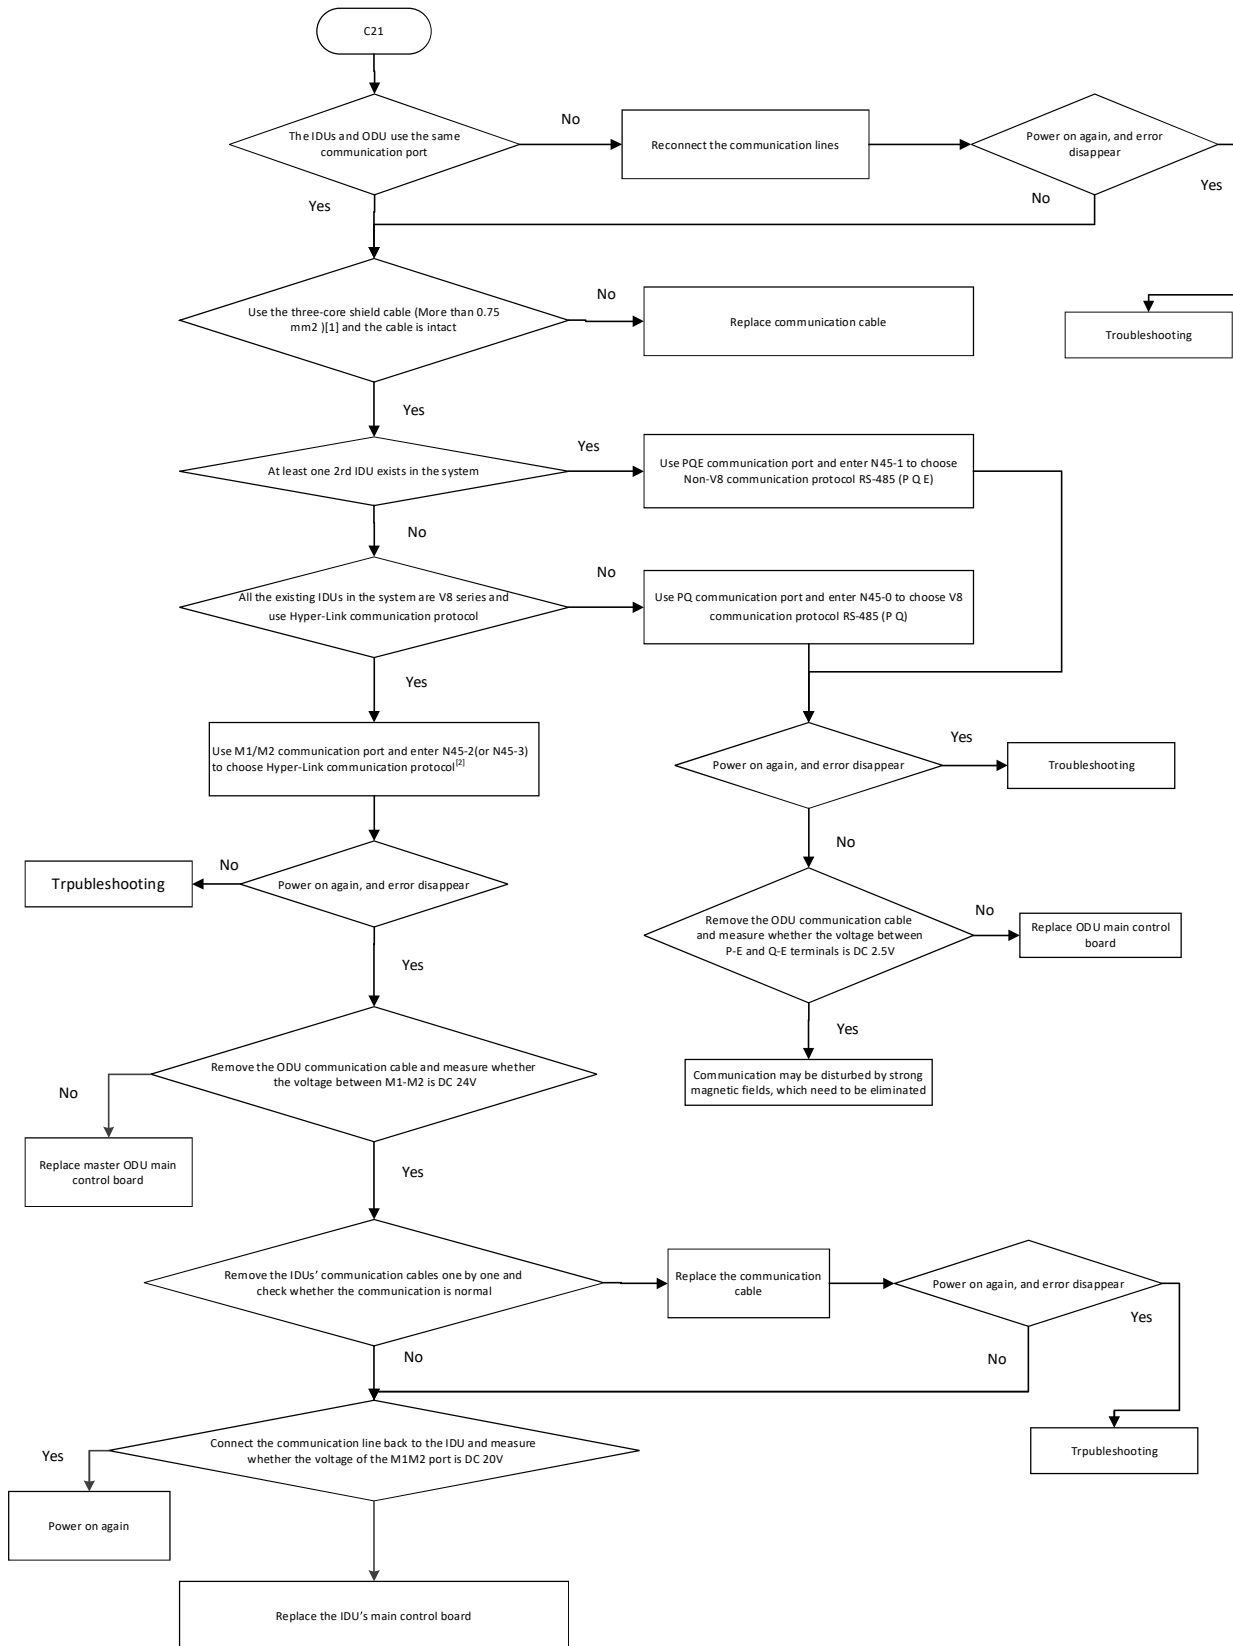 C21
The IDUs and ODU use the same
communication port
No
Reconnect the communication lines
Power on again, and error
disappear
Yes
No
Yes
Use the three-core shield cable (More than 0.75
mm2 )[1] and the cable is intact
No
Replace communication cable
Troubleshooting
Yes
At least one 2rd IDU exists in the system
Yes
Use PQE communication port and enter N45-1 to choose
Non-V8 communication protocol RS-485 (P Q E)
No
All the existing IDUs in the system are V8 series and
use Hyper-Link communication protocol
No
Use PQ communication port and enter N45-0 to choose V8
communication protocol RS-485 (P Q)
Yes
Use M1/M2 communication port and enter N45-2(or N45-3)
to choose Hyper-Link communication protocol[2]
Power on again, and error disappear
Yes
Troubleshooting
No
Power on again, and error disappear
No
Trpubleshooting
Yes
Remove the ODU communication cable
and measure whether the voltage between
P-E and Q-E terminals is DC 2.5V
No
Replace ODU main control
board
Yes
Communication may be disturbed by strong
magnetic fields, which need to be eliminated
Remove the ODU communication cable and measure whether
the voltage between M1-M2 is DC 24V
No
Replace master ODU main
control board
Yes
Remove the IDUs’ communication cables one by one and
check whether the communication is normal
Replace the communication
cable
Power on again, and error disappear
Yes
No
No
Trpubleshooting
Connect the communication line back to the IDU and measure
whether the voltage of the M1M2 port is DC 20V
Yes
Power on again
Replace the IDU’s main control board